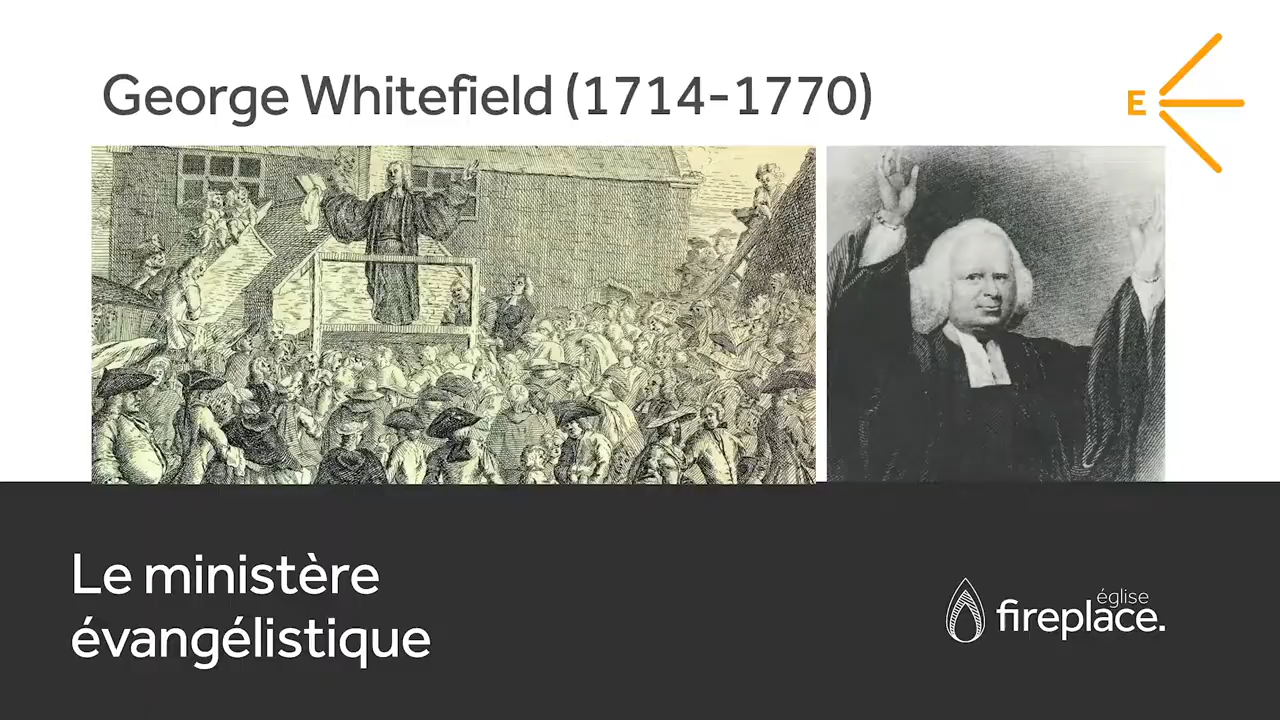 George Whitefield (1714-1770)
E
Le ministère
évangélistique
église
fireplace.